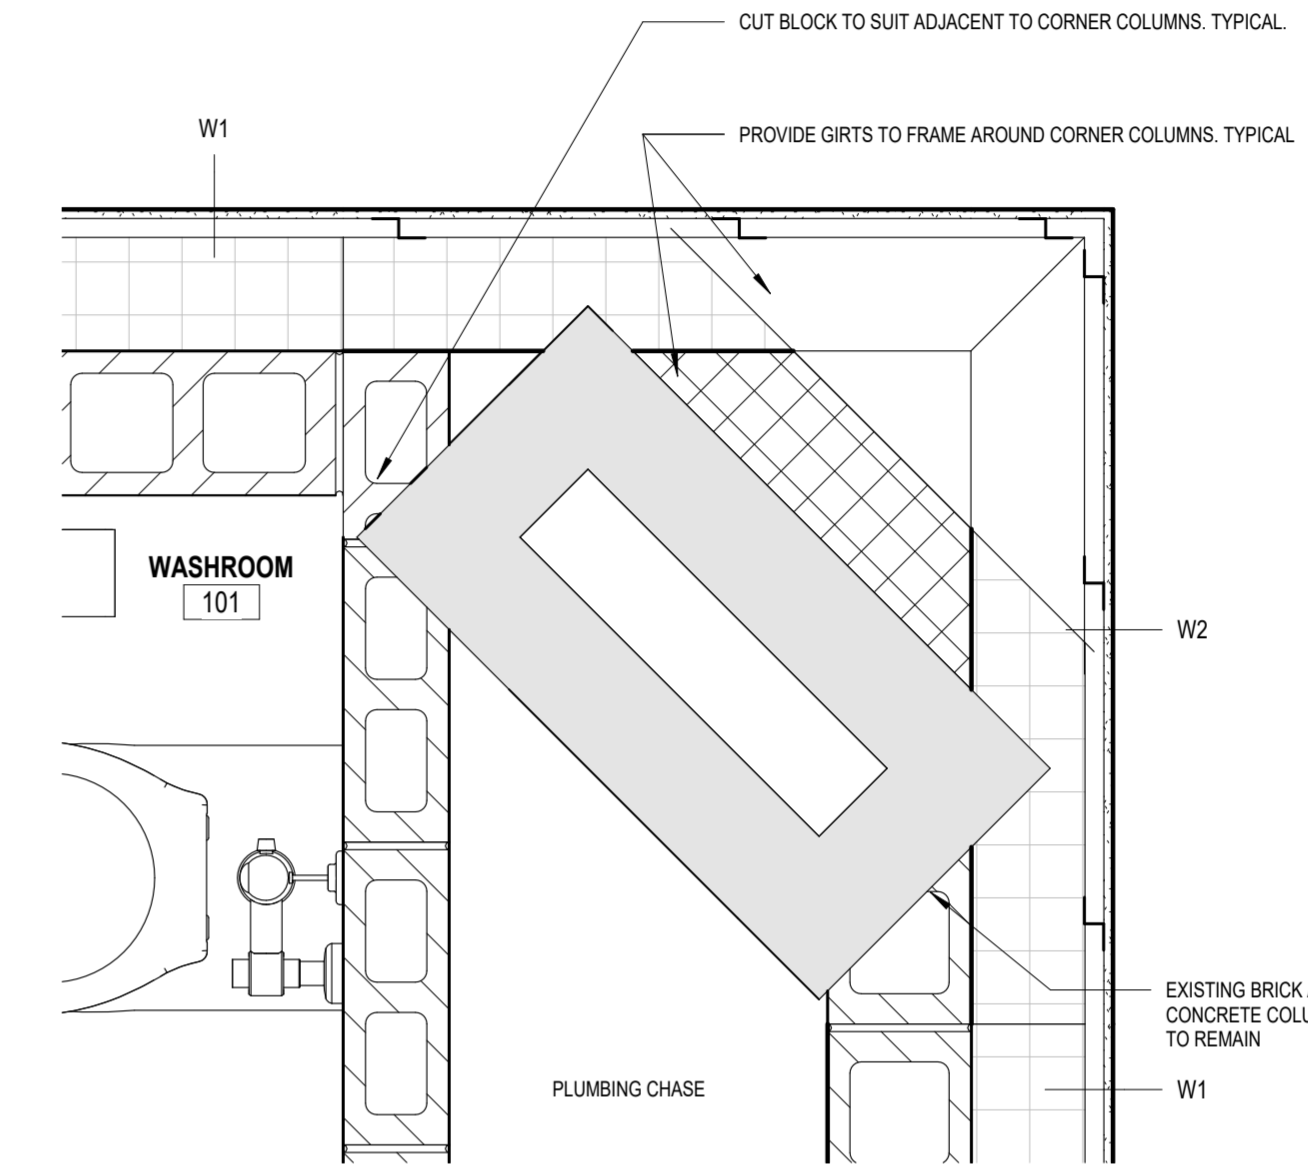 CUT BLOCK TO SUIT ADJACENT TO CORNER COLUMNS. TYPICAL.
PROVIDE GIRTS TO FRAME AROUND CORNER COLUMNS. TYPICAL
W1
WASHROOM
101
W2
EXISTING BRICK
CONCRETE
TO REMAIN
PLUMBING CHASE
W1